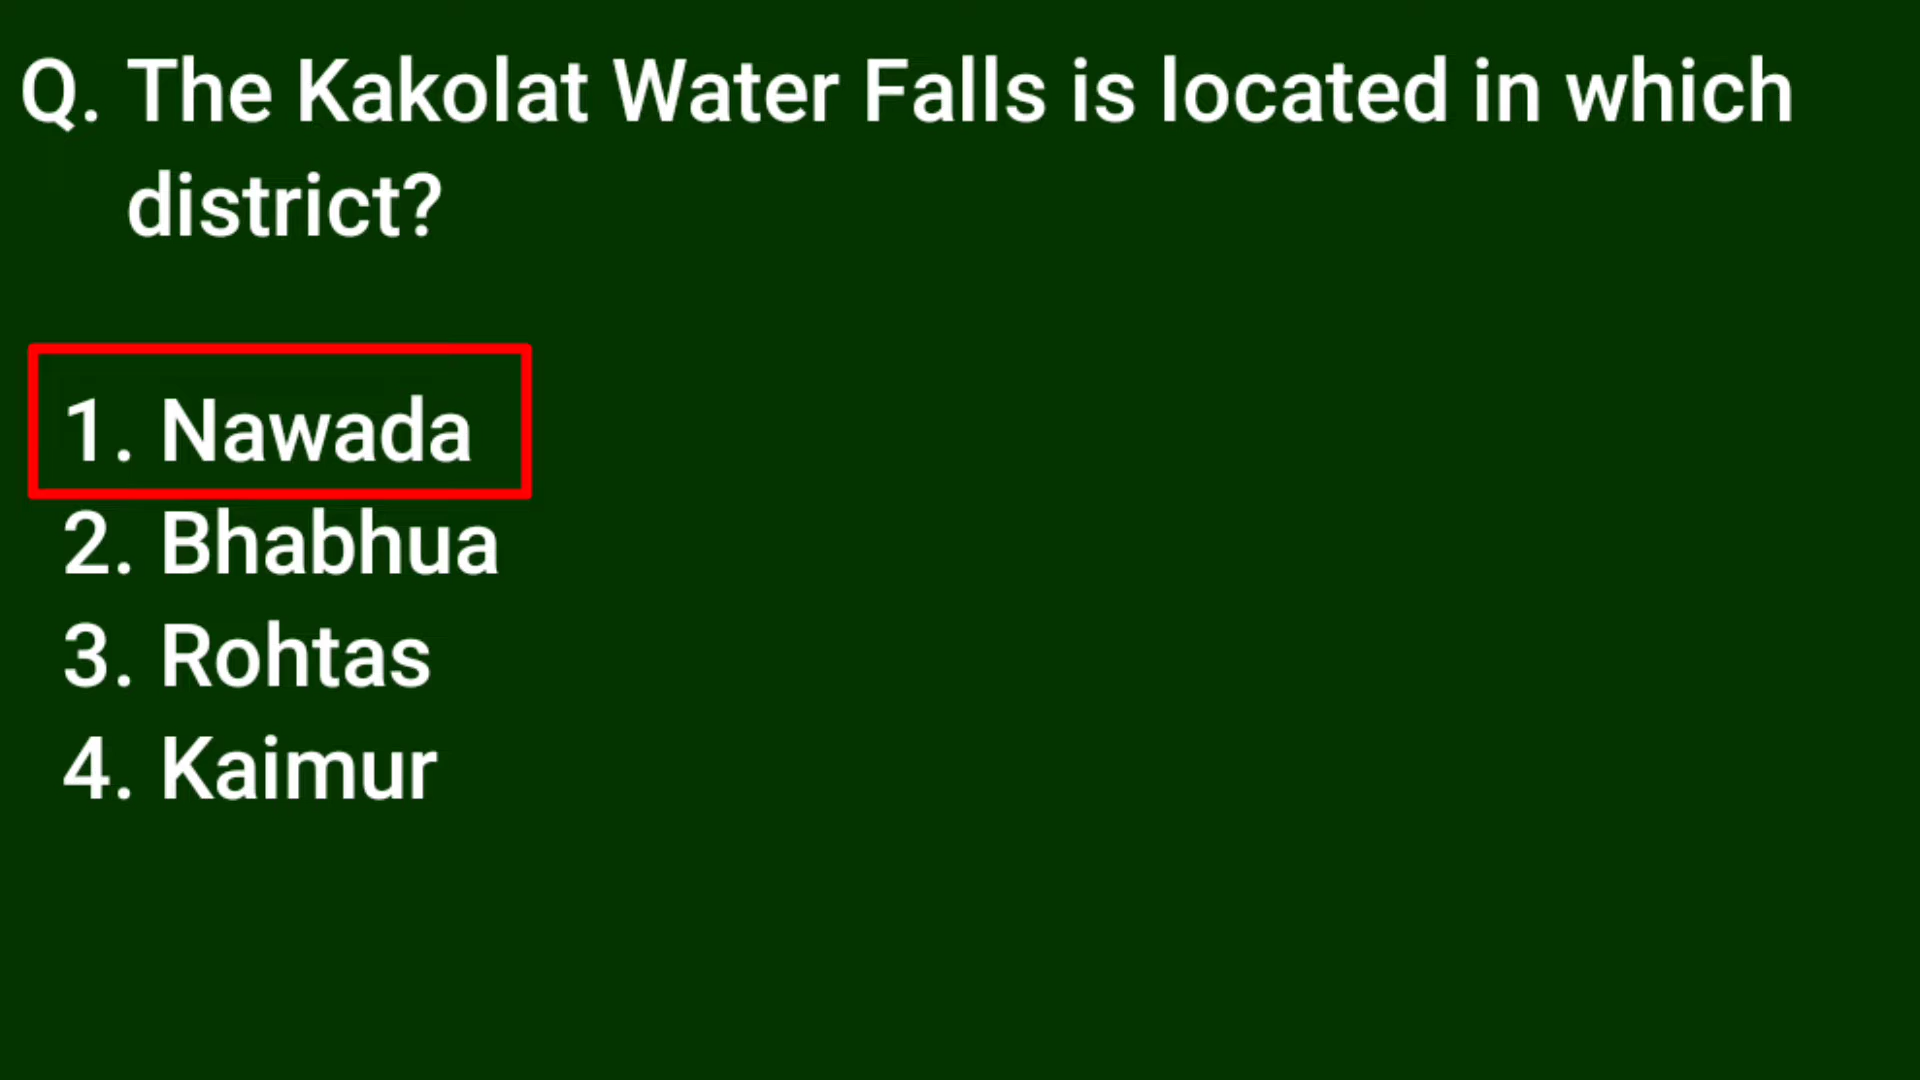 Q. The Kakolat Water Falls is located in which
district?
1. Nawada
2. Bhabhua
3. Rohtas
4. Kaimur